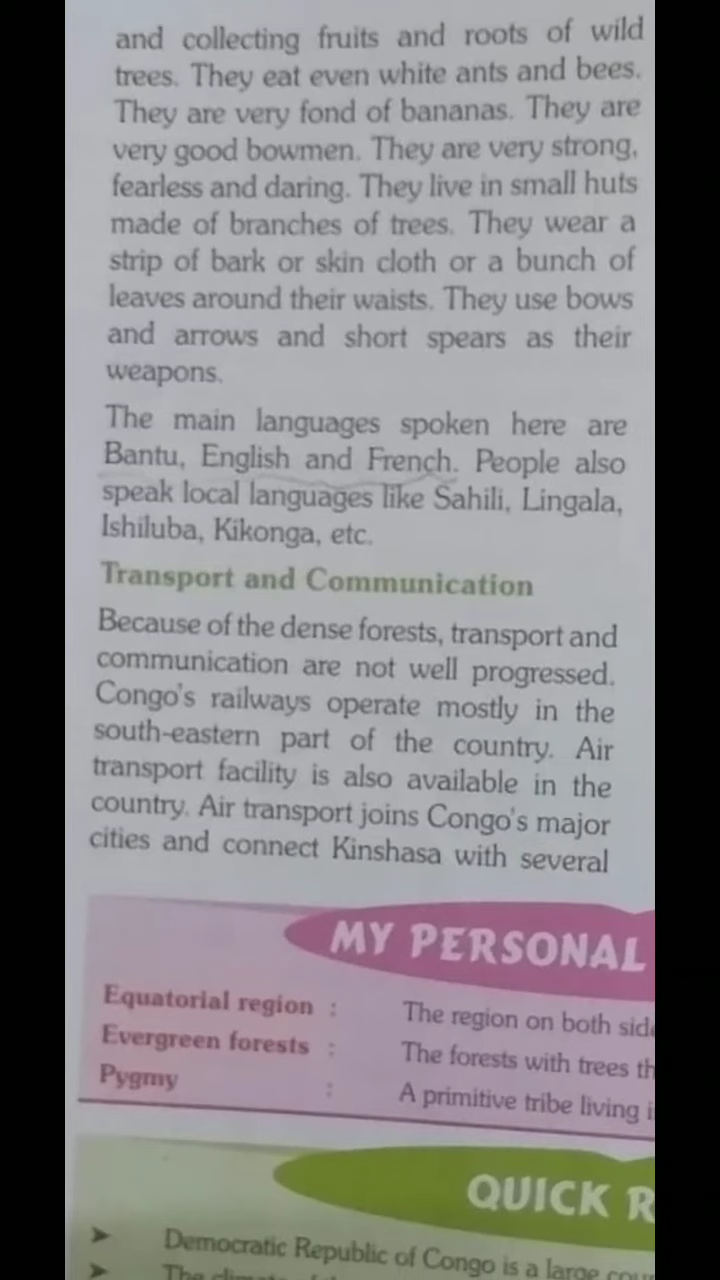 and collecting fruits and roots of wild
trees. They eat even white ants and bees.
They are very fond of bananas. They are
very good bowmen. They are very strong,
fearless and daring. They live in small huts
made of branches of trees. They wear a
strip of bark or skin cloth or a bunch of
leaves around their waists. They use bows
and arrows and short spears as their
weapons.
The main languages spoken here are
Bantu, English and French. People also
speak local languages like Sahili, Lingala,
Ishiluba, Kikonga, etc.
Transport and Communication
Because of the dense forests, transport and
communication are not well progressed.
Congo's railways operate mostly in the
south-eastern part of the country. Air
transport facility is also available in the
country. Air transport joins Congo's major
cities and connect Kinshasa with several
MY PERSONAL
Equatorial region : The region on both
Evergreen forests : The forests with trees
Pygmy : A primitive tribe living
QUICK
➤ Democratic Republic of Congo is a large
➤ The